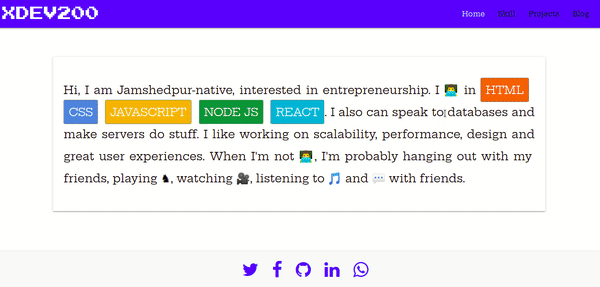 XDEV200
Home Skill Projects Blog
Hi, I am Jamshedpur-native, interested in entrepreneurship. I 👨‍💻 in HTML
CSS JAVASCRIPT NODE JS REACT. I also can speak to databases and
make servers do stuff. I like working on scalability, performance, design and
great user experiences. When I'm not 👨‍💻, I'm probably hanging out with my
friends, playing ♞, watching 🎥, listening to 🎵 and 💬 with friends.